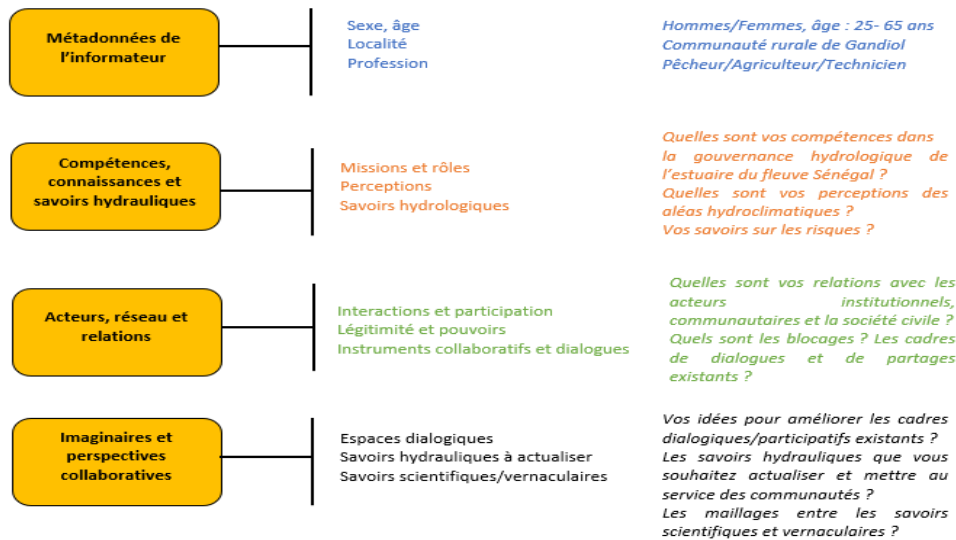 Métadonnées de
l'informateur
Sexe, âge
Localité
Profession
Hommes/Femmes, âge : 25- 65 ans
Communauté rurale de Gandiol
Pêcheur/Agriculteur/Technicien
Compétences,
connaissances et
savoirs hydrauliques
Missions et rôles
Perceptions
Savoirs hydrologiques
Quelles sont vos compétences dans
la gouvernance hydrologique de
l'estuaire du fleuve Sénégal ?
Quelles sont vos perceptions des
aléas hydroclimatiques ?
Vos savoirs sur les risques ?
Acteurs, réseau et
relations
Interactions et participation
Légitimité et pouvoirs
Instruments collaboratifs et dialogues
Quelles sont vos relations avec les
acteurs institutionnels,
communautaires et la société civile ?
Quels sont les blocages ? Les cadres
de dialogues et de partages
existants ?
Imaginaires et
perspectives
collaboratives
Espaces dialogiques
Savoirs hydrauliques à actualiser
Savoirs scientifiques/vernaculaires
Vos idées pour améliorer les cadres
dialogiques/participatifs existants ?
Les savoirs hydrauliques que vous
souhaitez actualiser et mettre au
service des communautés ?
Les maillages entre les savoirs
scientifiques et vernaculaires ?